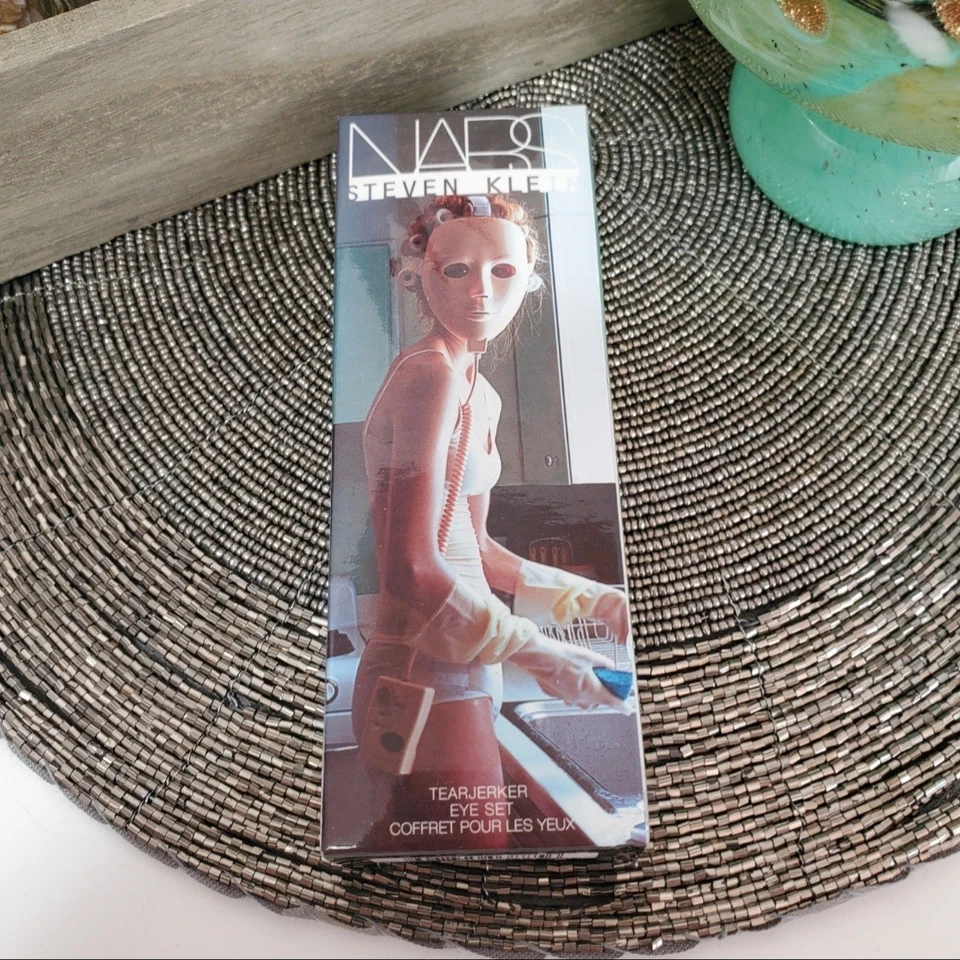 NARS
STEVEN KLEIN
TEARJERKER
EYE SET
COFFRET POUR LES YEUX